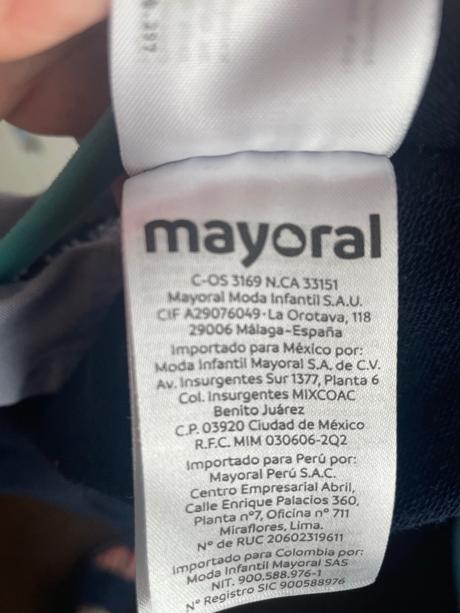 mayoral
C-OS 3169 N.CA 33151
Mayoral Moda Infantil S.A.U.
CIF A29076049·La Orotava, 118
29006 Málaga-España
Importado para México por:
Moda Infantil Mayoral S.A. de C.V.
Av. Insurgentes Sur 1377, Planta 6
Col. Insurgentes MIXCOAC
Benito Juárez
C.P. 03920 Ciudad de México
R.F.C. MIM 030606-2Q2
Importado para Perú por:
Mayoral Perú S.A.C.
Centro Empresarial Abril,
Calle Enrique Palacios 360,
Planta nº7, Oficina nº 711
Miraflores, Lima.
Nº de RUC 20602319611
Importado para Colombia por:
Moda Infantil Mayoral SAS
NIT. 900.588.976-1
Nº Registro SIC 900588976